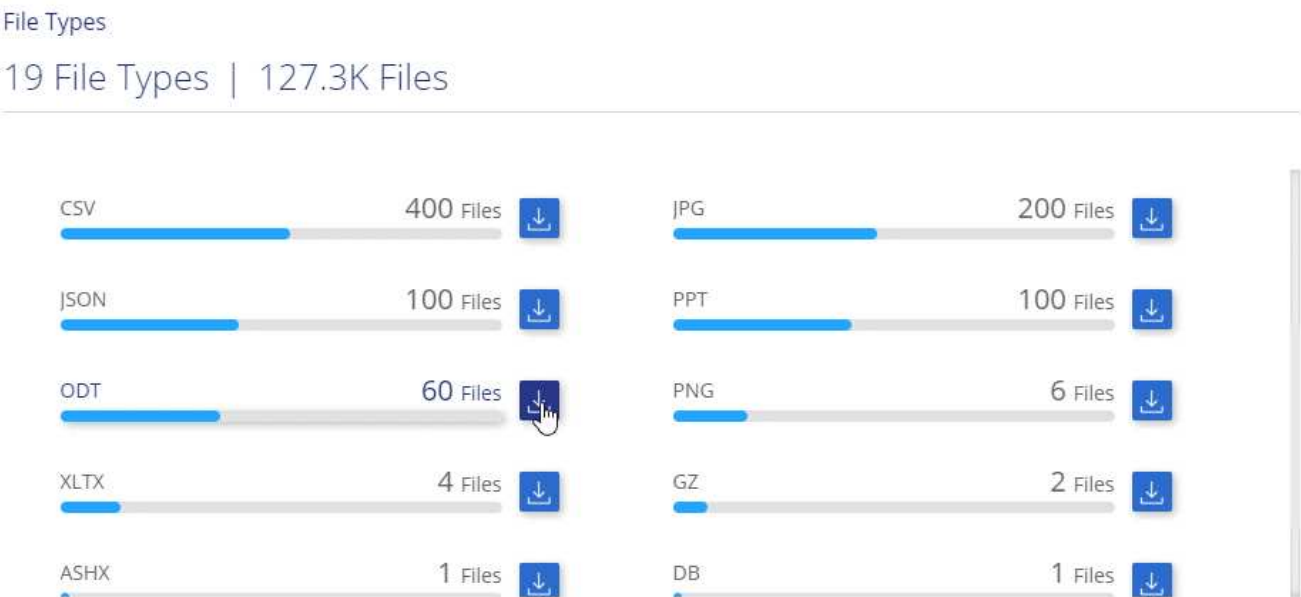 File Types
19 File Types | 127.3K Files
CSV 400 Files
JPG 200 Files
JSON 100 Files
PPT 100 Files
ODT 60 Files
PNG 6 Files
XLTX 4 Files
GZ 2 Files
ASHX 1 Files
DB 1 Files